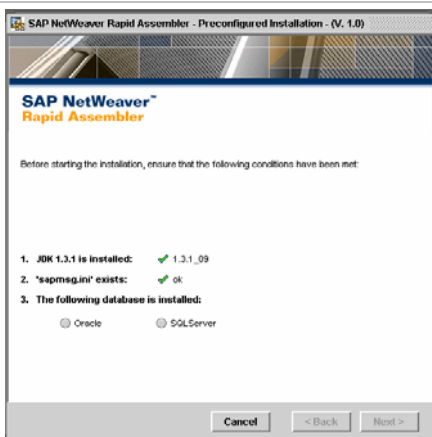 SAP NetWeaver Rapid Assembler - Preconfigured Installation - (V. 1.0)
SAP NetWeaver™
Rapid Assembler
Before starting the installation, ensure that the following conditions have been met:
1. JDK 1.3.1 is installed: 1.3.1_09
2. 'sapmsg.ini' exists: ok
3. The following database is installed:
Oracle SQLServer
Cancel < Back Next >